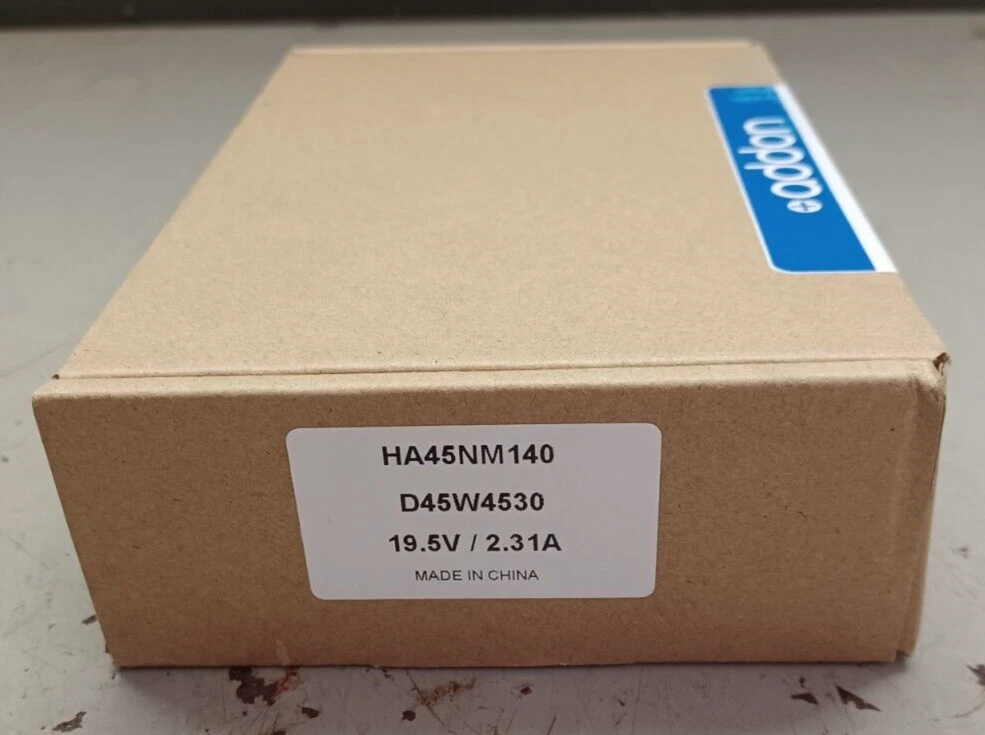 addon
HA45NM140
D45W4530
19.5V / 2.31A
MADE IN CHINA